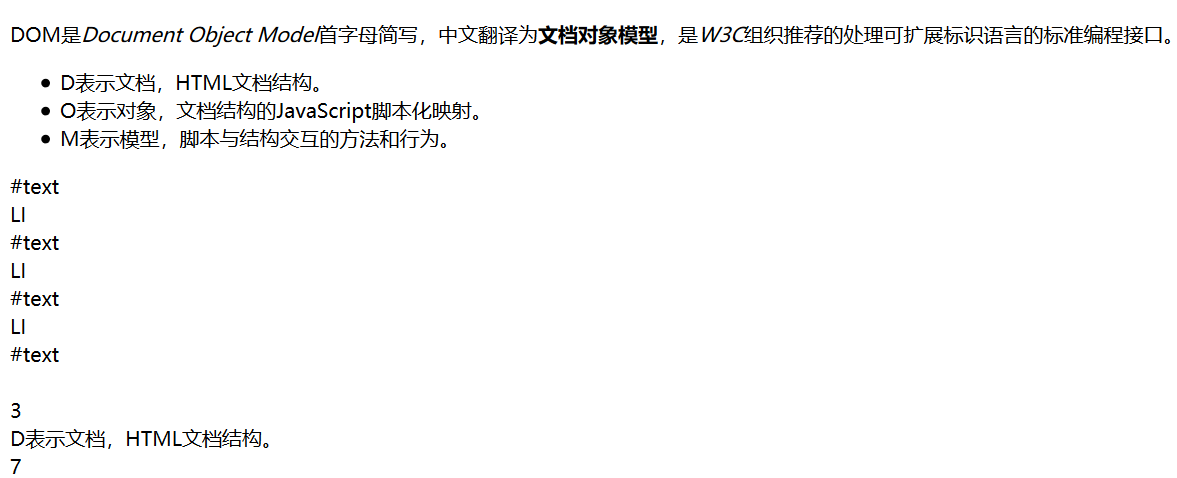 DOM是Document Object Model首字母简写，中文翻译为文档对象模型，是W3C组织推荐的处理可扩展标识语言的标准编程接口。
D表示文档，HTML文档结构。
O表示对象，文档结构的JavaScript脚本化映射。
M表示模型，脚本与结构交互的方法和行为。
#text
LI
#text
LI
#text
LI
#text
3
D表示文档，HTML文档结构。
7